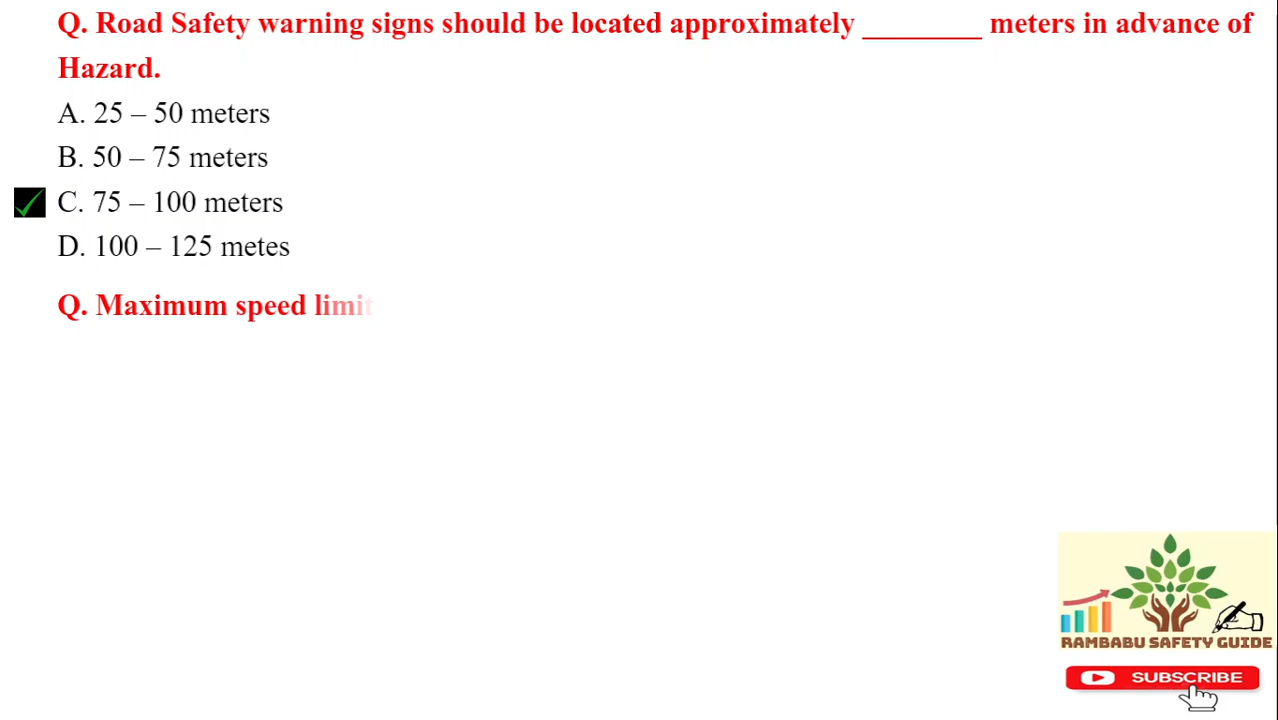 Q. Road Safety warning signs should be located approximately ________ meters in advance of
Hazard.
A. 25 – 50 meters
B. 50 – 75 meters
C. 75 – 100 meters
D. 100 – 125 metes
Q. Maximum speed limit
RAMBABU SAFETY GUIDE
SUBSCRIBE